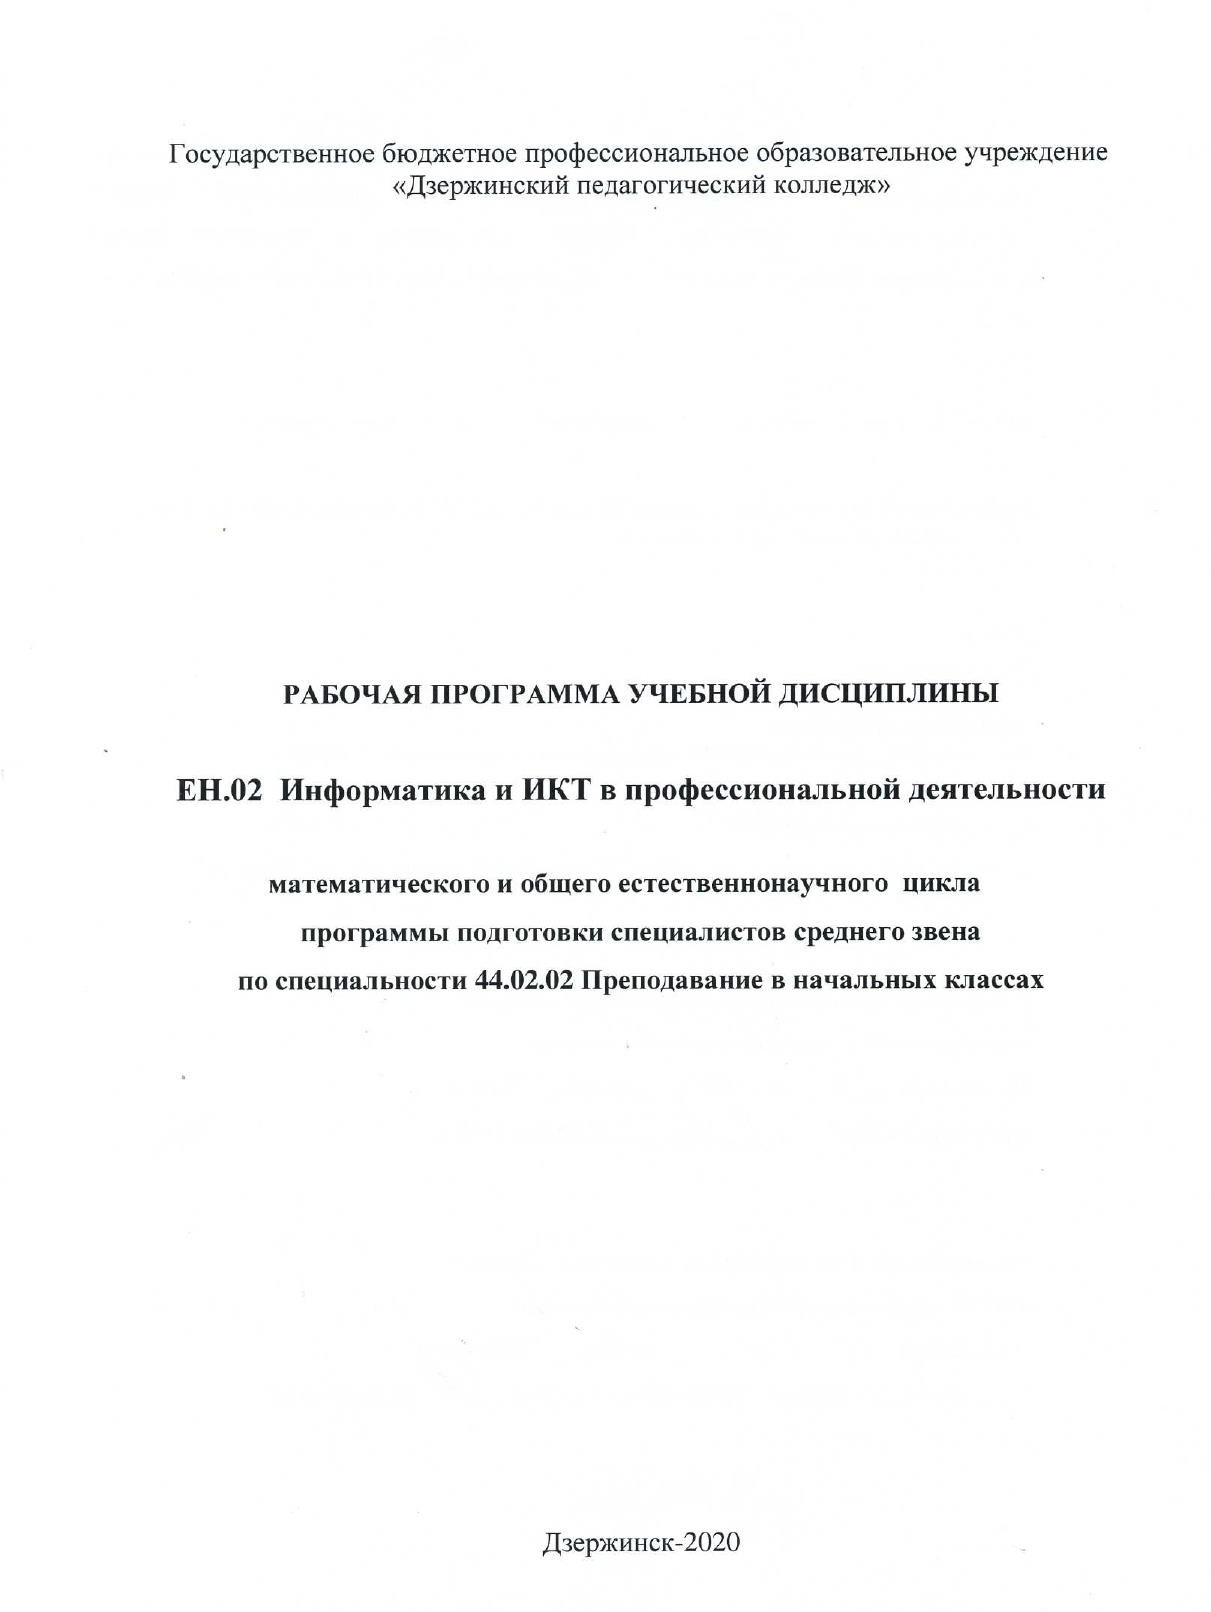 Государственное бюджетное профессиональное образовательное учреждение
«Дзержинский педагогический колледж»
РАБОЧАЯ ПРОГРАММА УЧЕБНОЙ ДИСЦИПЛИНЫ
ЕН.02 Информатика и ИКТ в профессиональной деятельности
математического и общего естественнонаучного цикла
программы подготовки специалистов среднего звена
по специальности 44.02.02 Преподавание в начальных классах
Дзержинск-2020